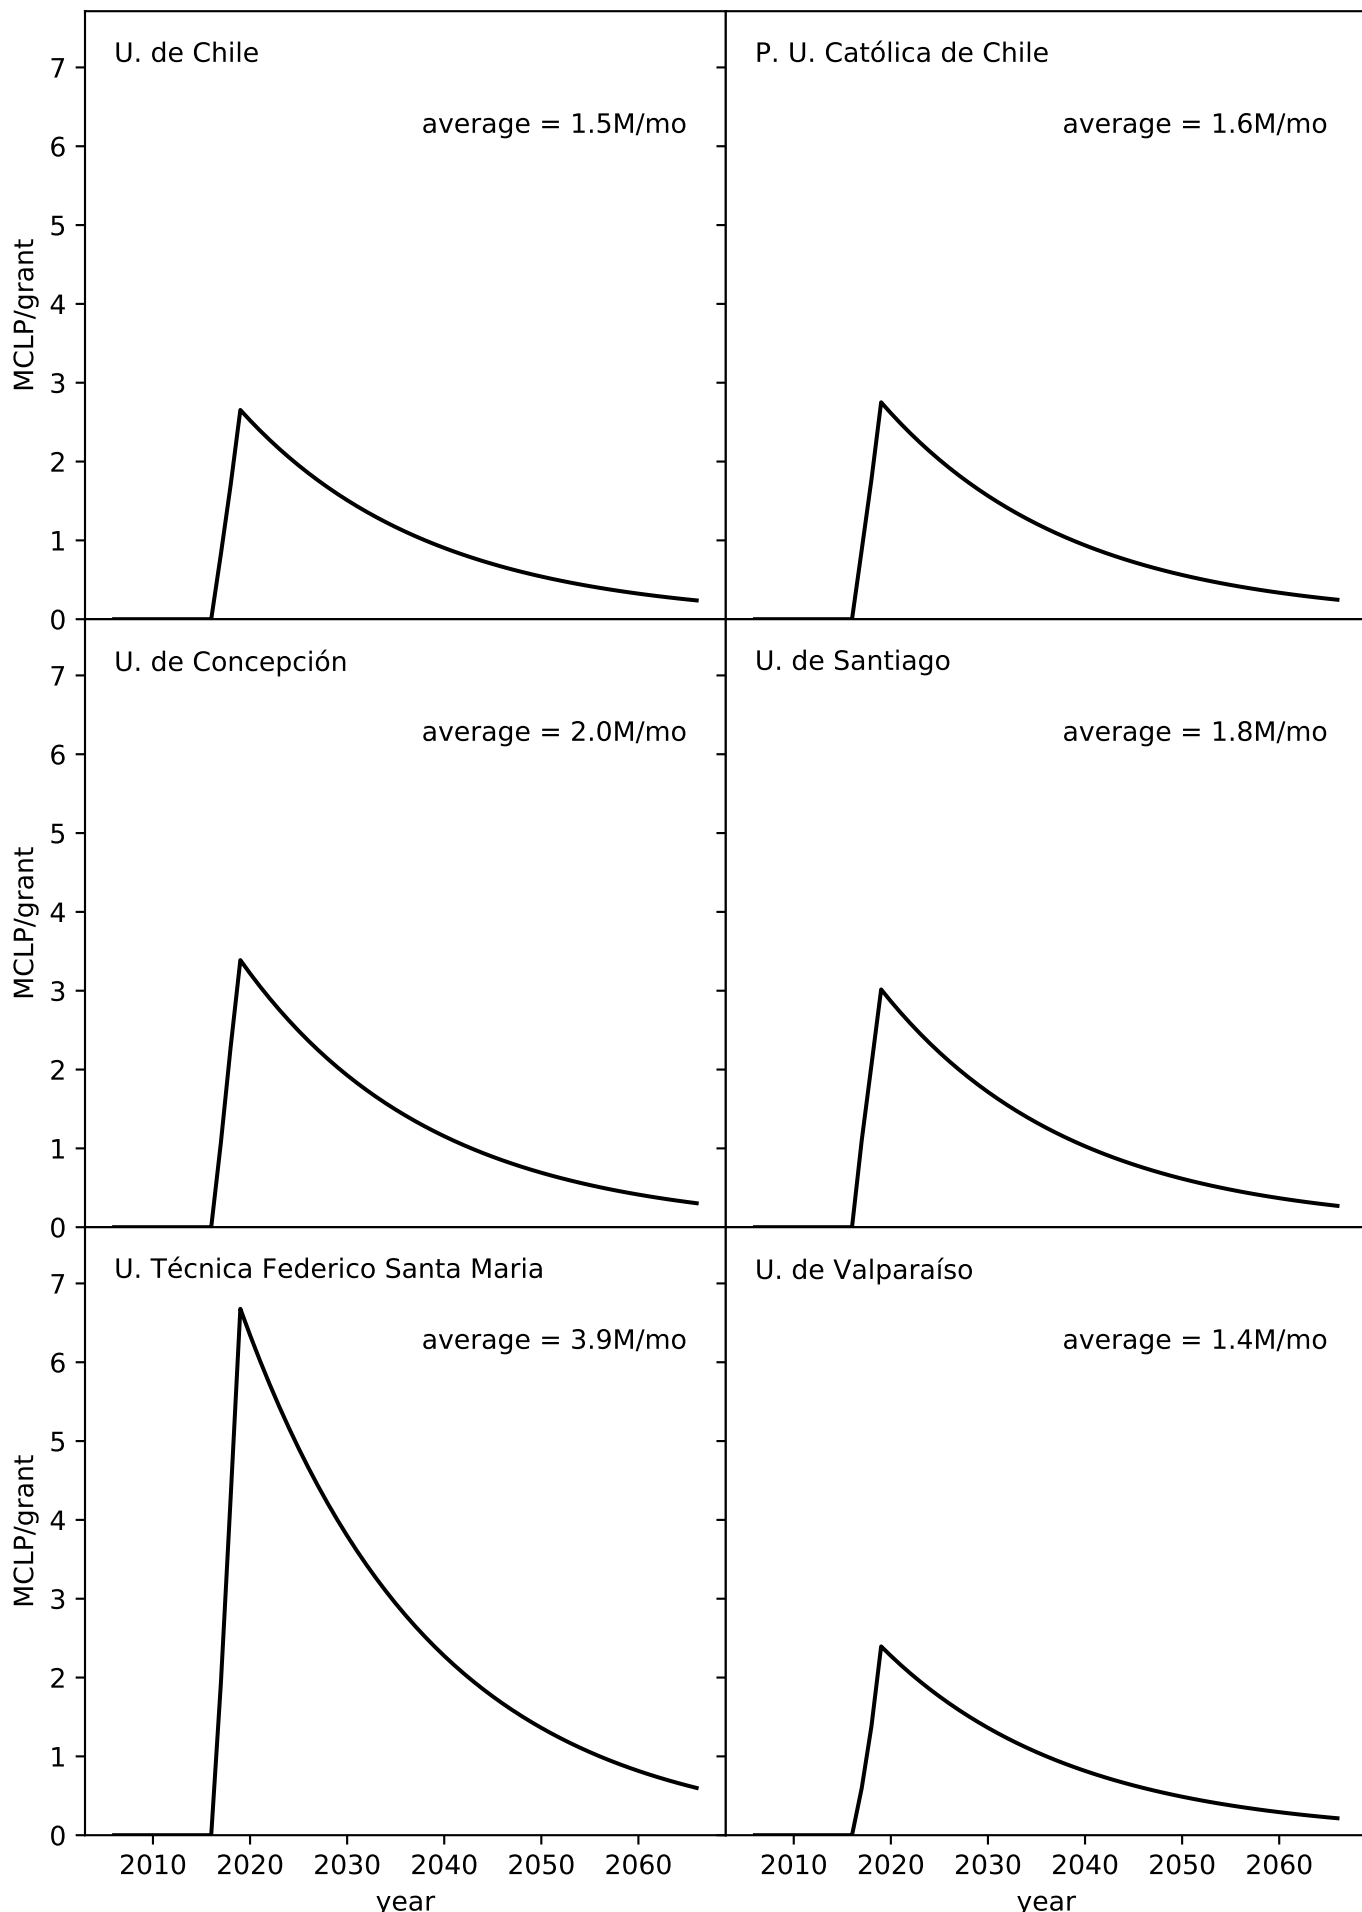 U. de Chile
average = 1.5M/mo
MCLP/grant
7
6
5
4
3
2
1
0
P. U. Católica de Chile
average = 1.6M/mo
U. de Concepción
average = 2.0M/mo
MCLP/grant
7
6
5
4
3
2
1
0
U. de Santiago
average = 1.8M/mo
U. Técnica Federico Santa Maria
average = 3.9M/mo
MCLP/grant
7
6
5
4
3
2
1
0
2010 2020 2030 2040 2050 2060
year
U. de Valparaíso
average = 1.4M/mo
2010 2020 2030 2040 2050 2060
year